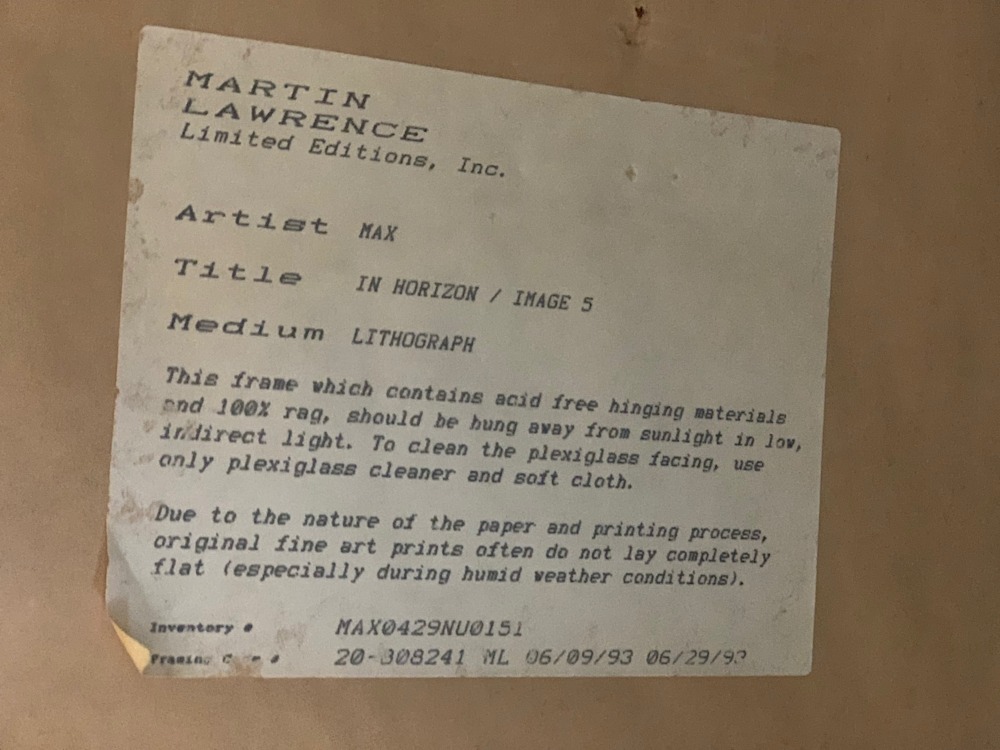 MARTIN
LAWRENCE
Limited Editions, Inc.
Artist MAX
Title IN HORIZON / IMAGE 5
Medium LITHOGRAPH
This frame which contains acid free hinging materials
and 100% rag, should be hung away from sunlight in low,
indirect light. To clean the plexiglass facing, use
only plexiglass cleaner and soft cloth.
Due to the nature of the paper and printing process,
original fine art prints often do not lay completely
flat (especially during humid weather conditions).
Inventory # MAX0429NU0151
Framing # 20-308241 ML 06/09/93 06/29/93